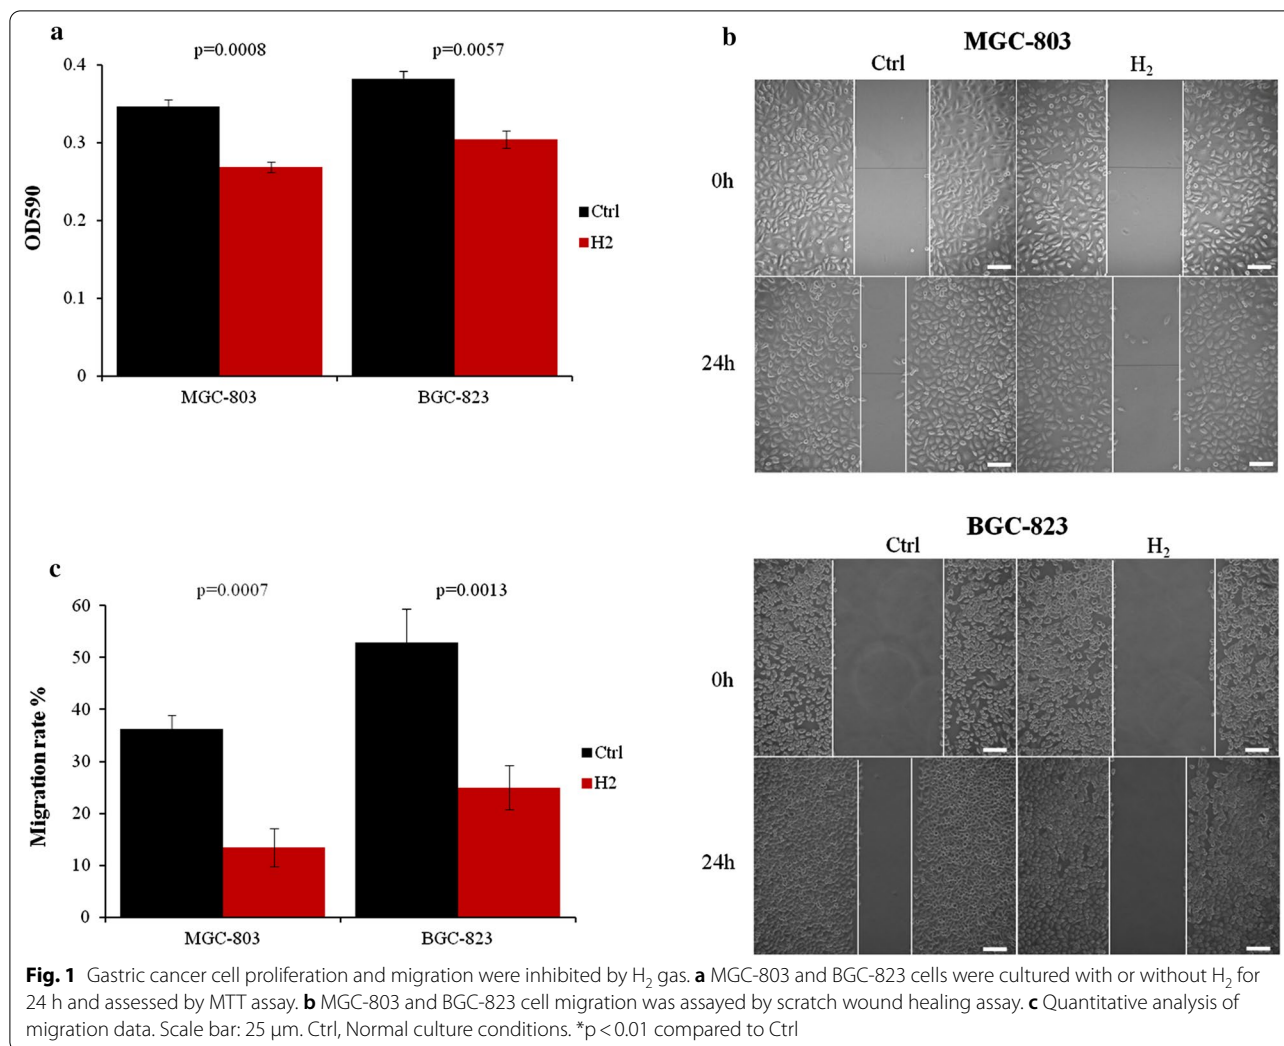 a
p=0.0008
p=0.0057
0.4
0.3
0.2
0.1
0
OD590
Ctrl
H2
MGC-803
BGC-823
b
MGC-803
Ctrl
H₂
0h
24h
BGC-823
Ctrl
H₂
0h
24h
c
p=0.0007
p=0.0013
60
50
40
30
20
10
0
Migration rate %
Ctrl
H2
MGC-803
BGC-823
Fig. 1 Gastric cancer cell proliferation and migration were inhibited by H₂ gas. a MGC-803 and BGC-823 cells were cultured with or without H₂ for
24 h and assessed by MTT assay. b MGC-803 and BGC-823 cell migration was assayed by scratch wound healing assay. c Quantitative analysis of
migration data. Scale bar: 25 μm. Ctrl, Normal culture conditions. *p < 0.01 compared to Ctrl